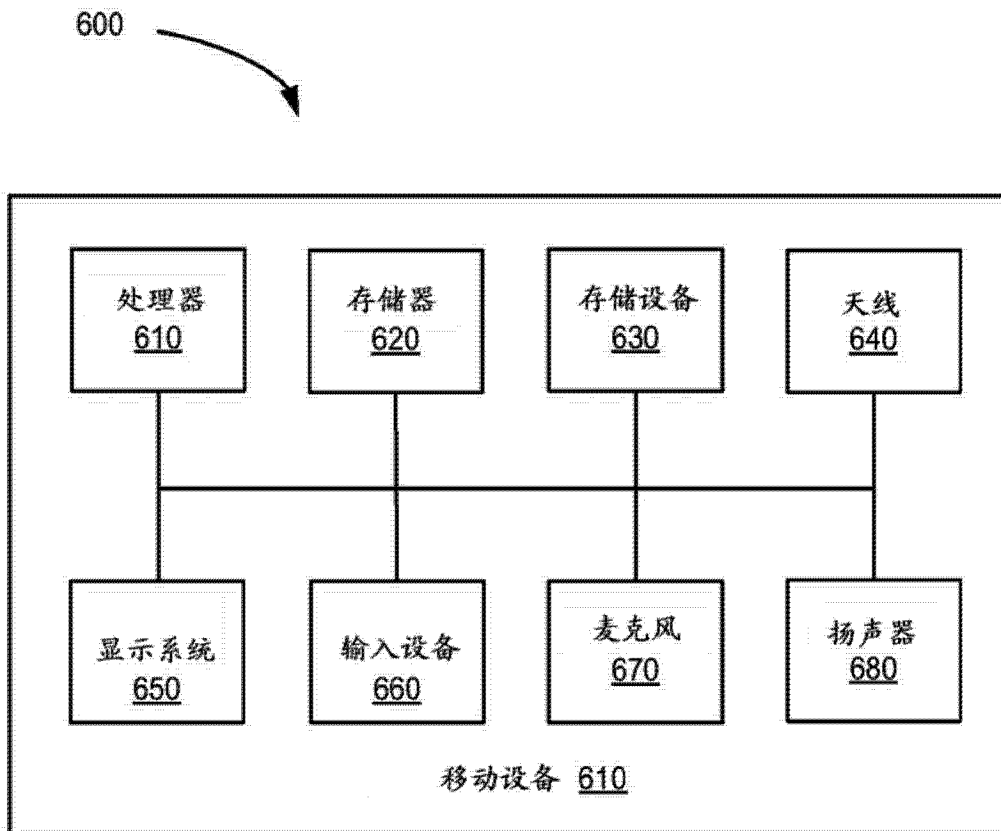 600
处理器
610
存储器
620
存储设备
630
天线
640
显示系统
650
输入设备
660
麦克风
670
扬声器
680
移动设备 610